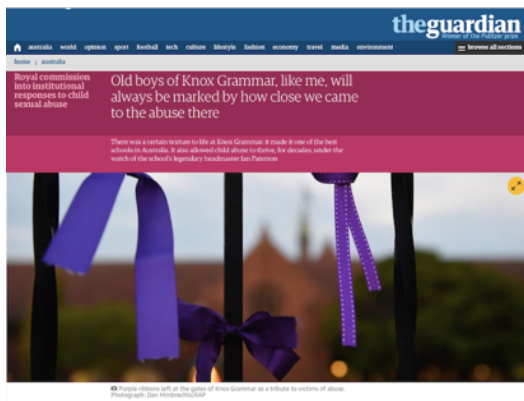 theguardian
Winner of the Pulitzer prize
australia world opinion sport football tech culture lifestyle fashion economy travel media environment
browse all sections
home > australia
Royal commission
into institutional
responses to child
sexual abuse
Old boys of Knox Grammar, like me, will
always be marked by how close we came
to the abuse there
There was a certain texture to life at Knox Grammar: it made it one of the best
schools in Australia. It also allowed child abuse to thrive, for decades, under the
watch of the school's legendary headmaster Ian Paterson
Purple ribbons left at the gates of Knox Grammar as a tribute to victims of abuse.
Photograph: Dan Himbrechts/AAP